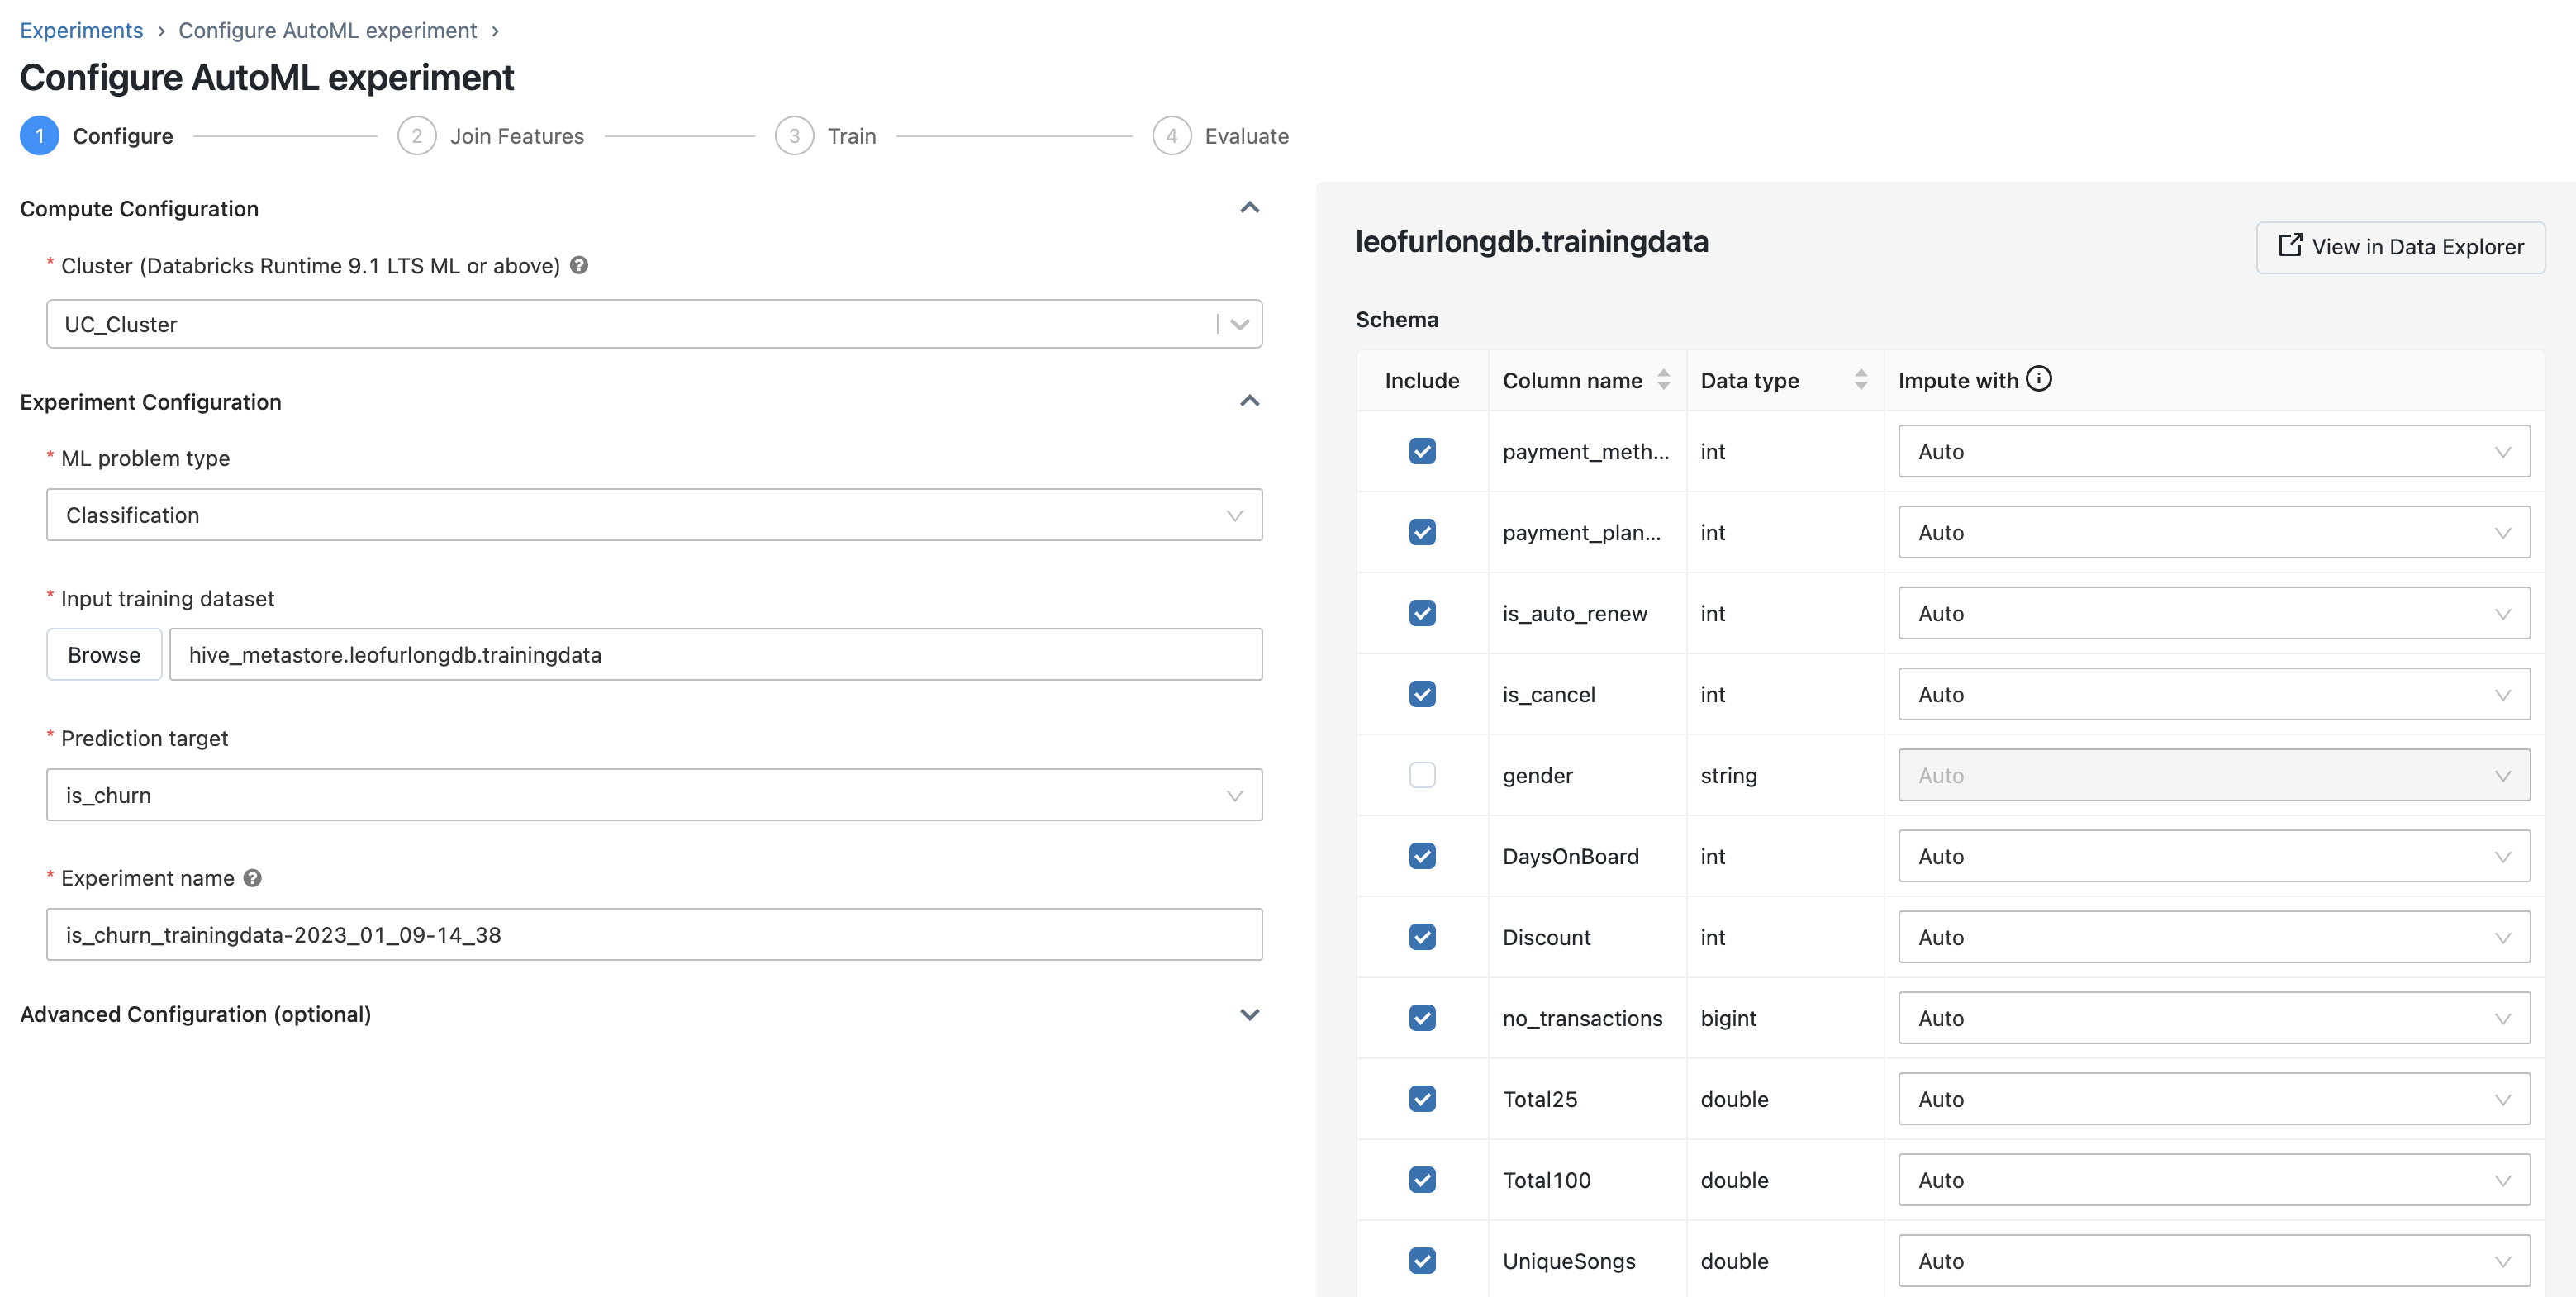 Experiments > Configure AutoML experiment >
Configure AutoML experiment
1 Configure 2 Join Features 3 Train 4 Evaluate
Compute Configuration
* Cluster (Databricks Runtime 9.1 LTS ML or above) ?
UC_Cluster
Experiment Configuration
* ML problem type
Classification
* Input training dataset
Browse hive_metastore.leofurlongdb.trainingdata
* Prediction target
is_churn
* Experiment name ?
is_churn_trainingdata-2023_01_09-14_38
Advanced Configuration (optional)
leofurlongdb.trainingdata
View in Data Explorer
Schema
Include Column name Data type Impute with i
payment_meth... int Auto
payment_plan... int Auto
is_auto_renew int Auto
is_cancel int Auto
gender string Auto
DaysOnBoard int Auto
Discount int Auto
no_transactions bigint Auto
Total25 double Auto
Total100 double Auto
UniqueSongs double Auto